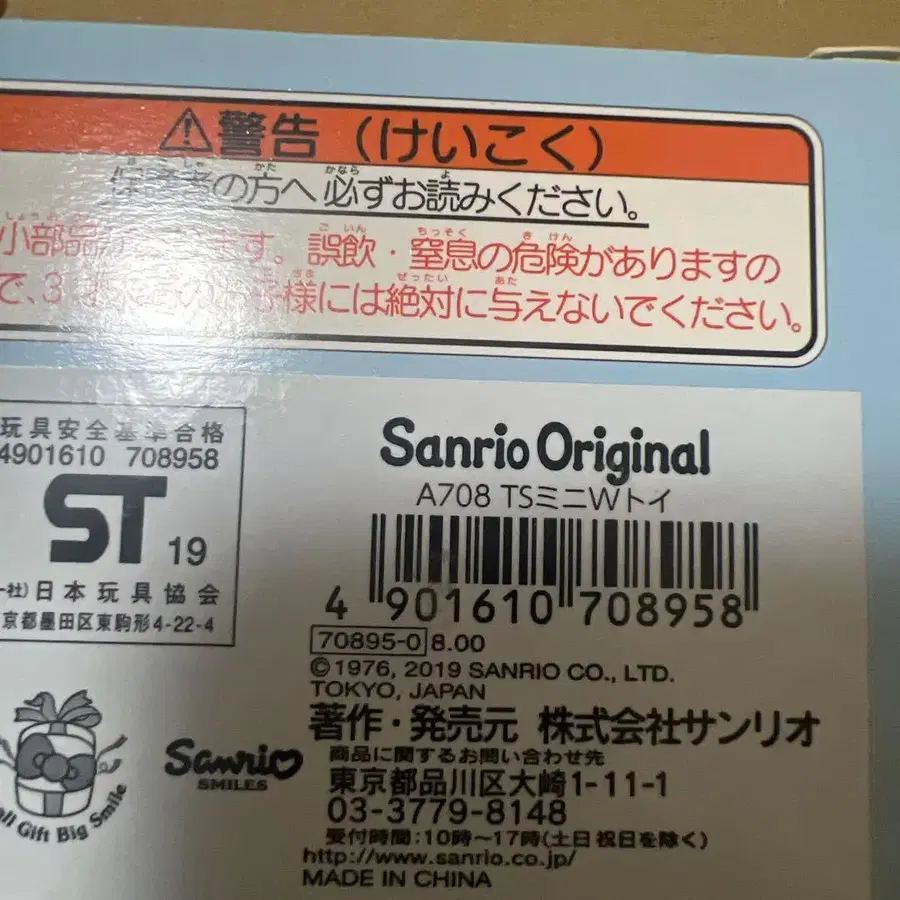 ⚠警告(けいこく)
保護者の方へ必ずお読みください。
小部品が ます。誤飲・窒息の危険がありますの
で、3 のお子様には絶対に与えないでください。
玩具安全基準合格
4901610 708958
ST 19
社)日本玩具協会
京都墨田区東駒形4-22-4
Sanrio Original
A708 TSミニWトイ
4 901610 708958
70895-0 8.00
©1976, 2019 SANRIO CO., LTD.
TOKYO, JAPAN
著作・発売元 株式会社サンリオ
商品に関するお問い合わせ先
東京都品川区大崎1-11-1
03-3779-8148
受付時間:10時〜17時(土日祝日を除く)
http://www.sanrio.co.jp/
MADE IN CHINA
Gift Big Smile
Sanrio
SMILES